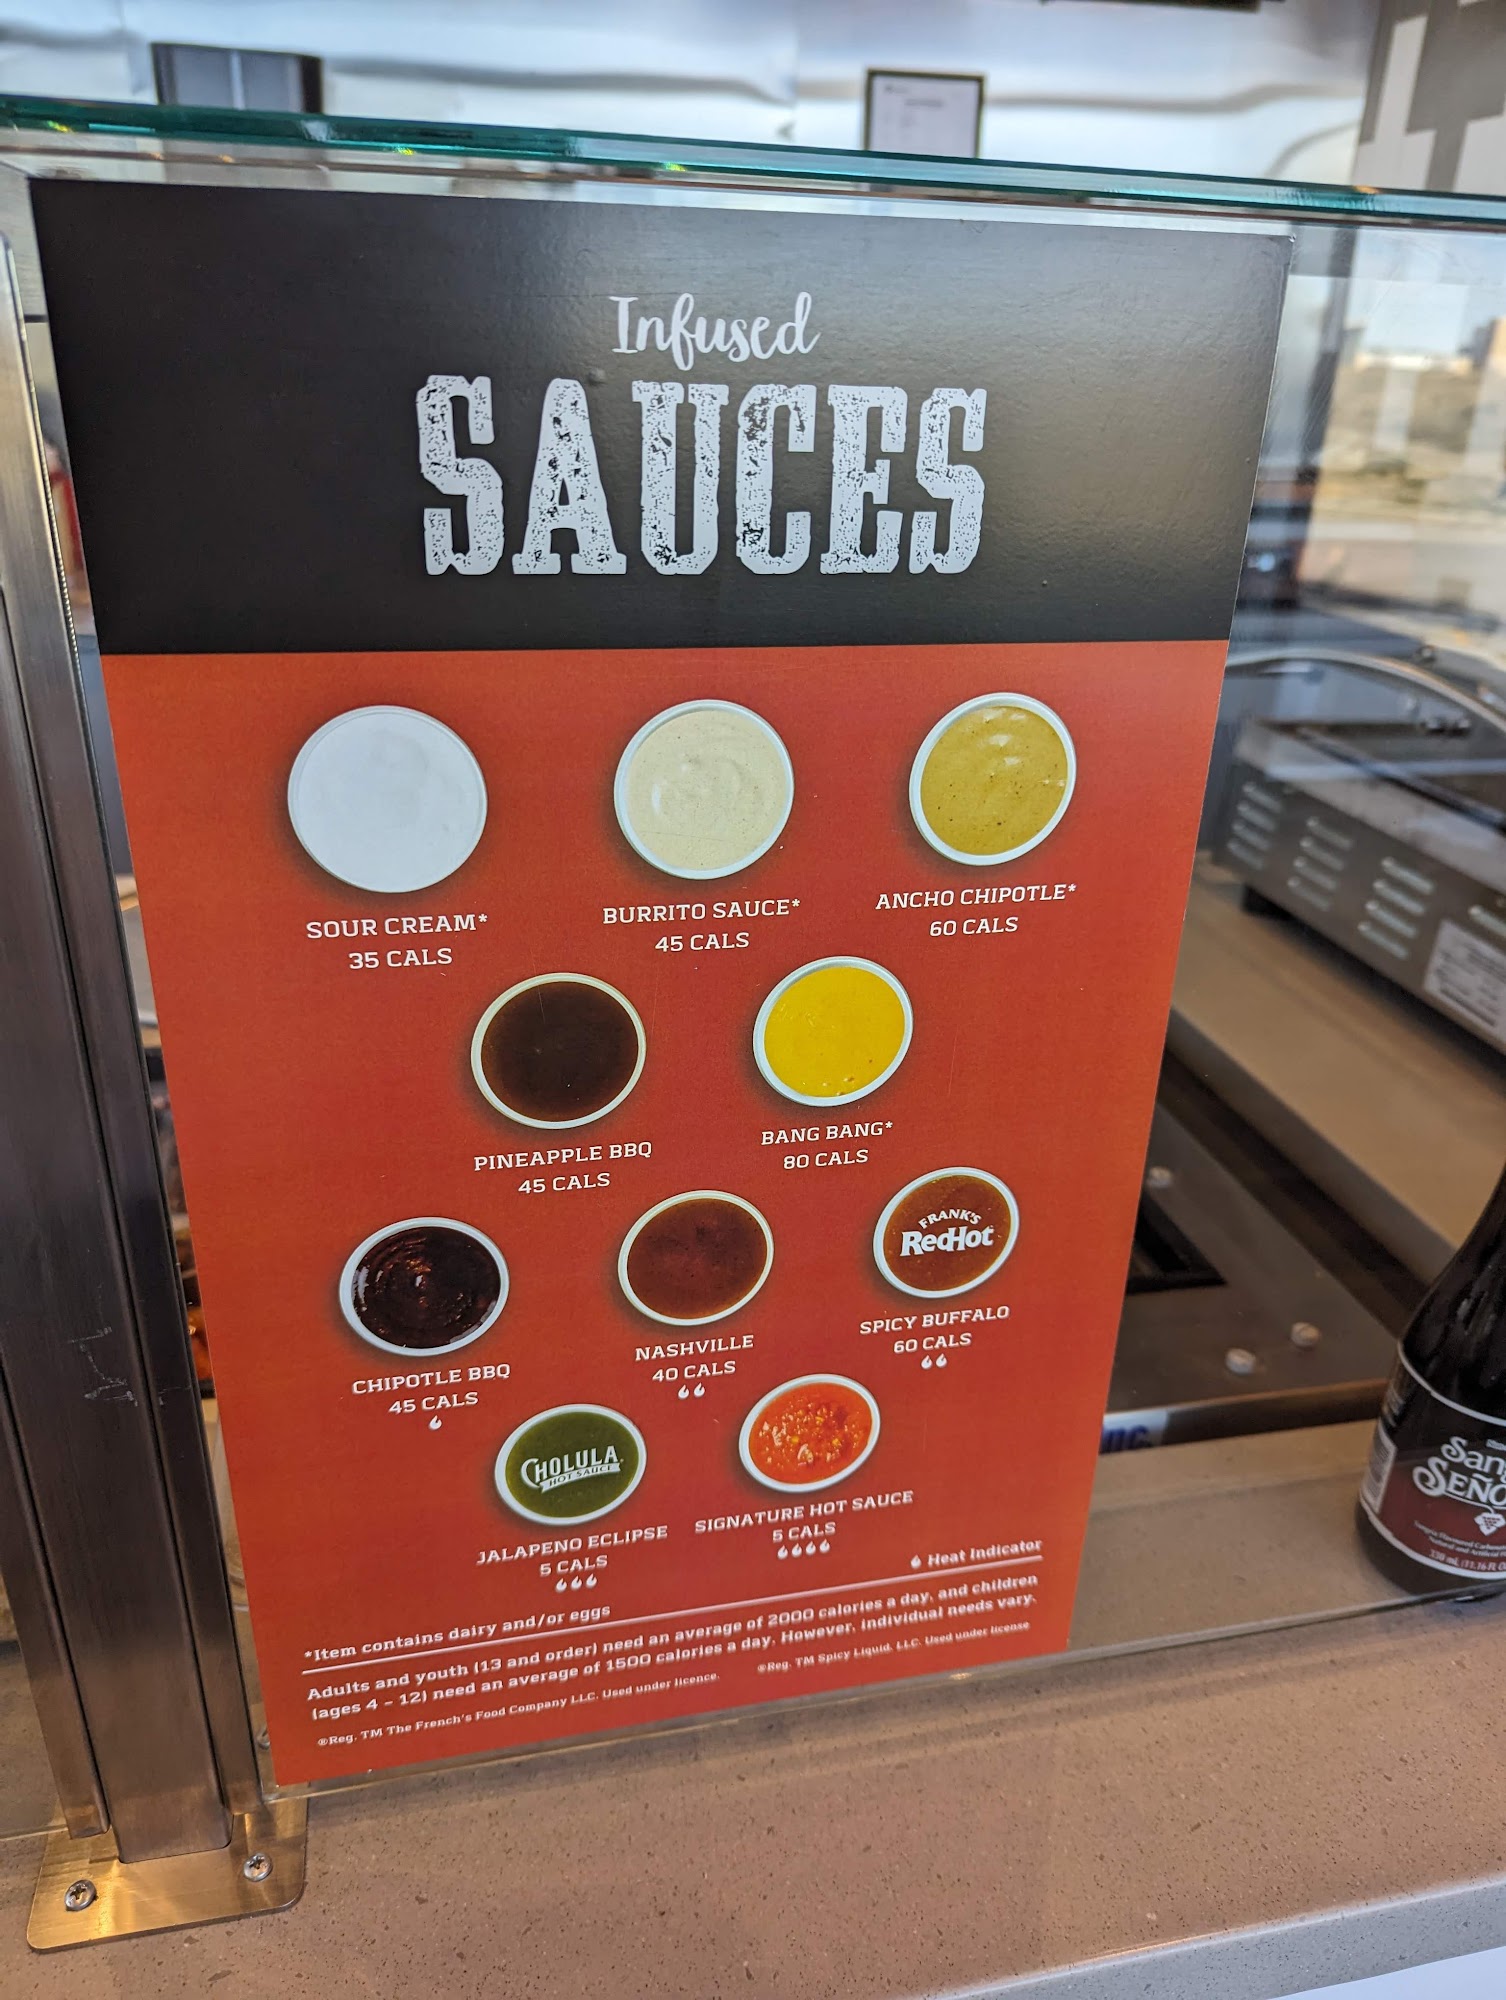 Infused
SAUCES
SOUR CREAM*
35 CALS
BURRITO SAUCE*
45 CALS
ANCHO CHIPOTLE*
60 CALS
PINEAPPLE BBQ
45 CALS
BANG BANG*
80 CALS
CHIPOTLE BBQ
45 CALS
NASHVILLE
40 CALS
FRANK'S
RedHot
SPICY BUFFALO
60 CALS
CHOLULA
HOT SAUCE
JALAPENO ECLIPSE
5 CALS
SIGNATURE HOT SAUCE
5 CALS
Heat Indicator
*Item contains dairy and/or eggs
Adults and youth (13 and order) need an average of 2000 calories a day, and children
(ages 4 - 12) need an average of 1500 calories a day. However, individual needs vary.
®Reg. TM The French's Food Company LLC. Used under licence.
®Reg. TM Spicy Liquid, LLC. Used under license
San
SEÑO